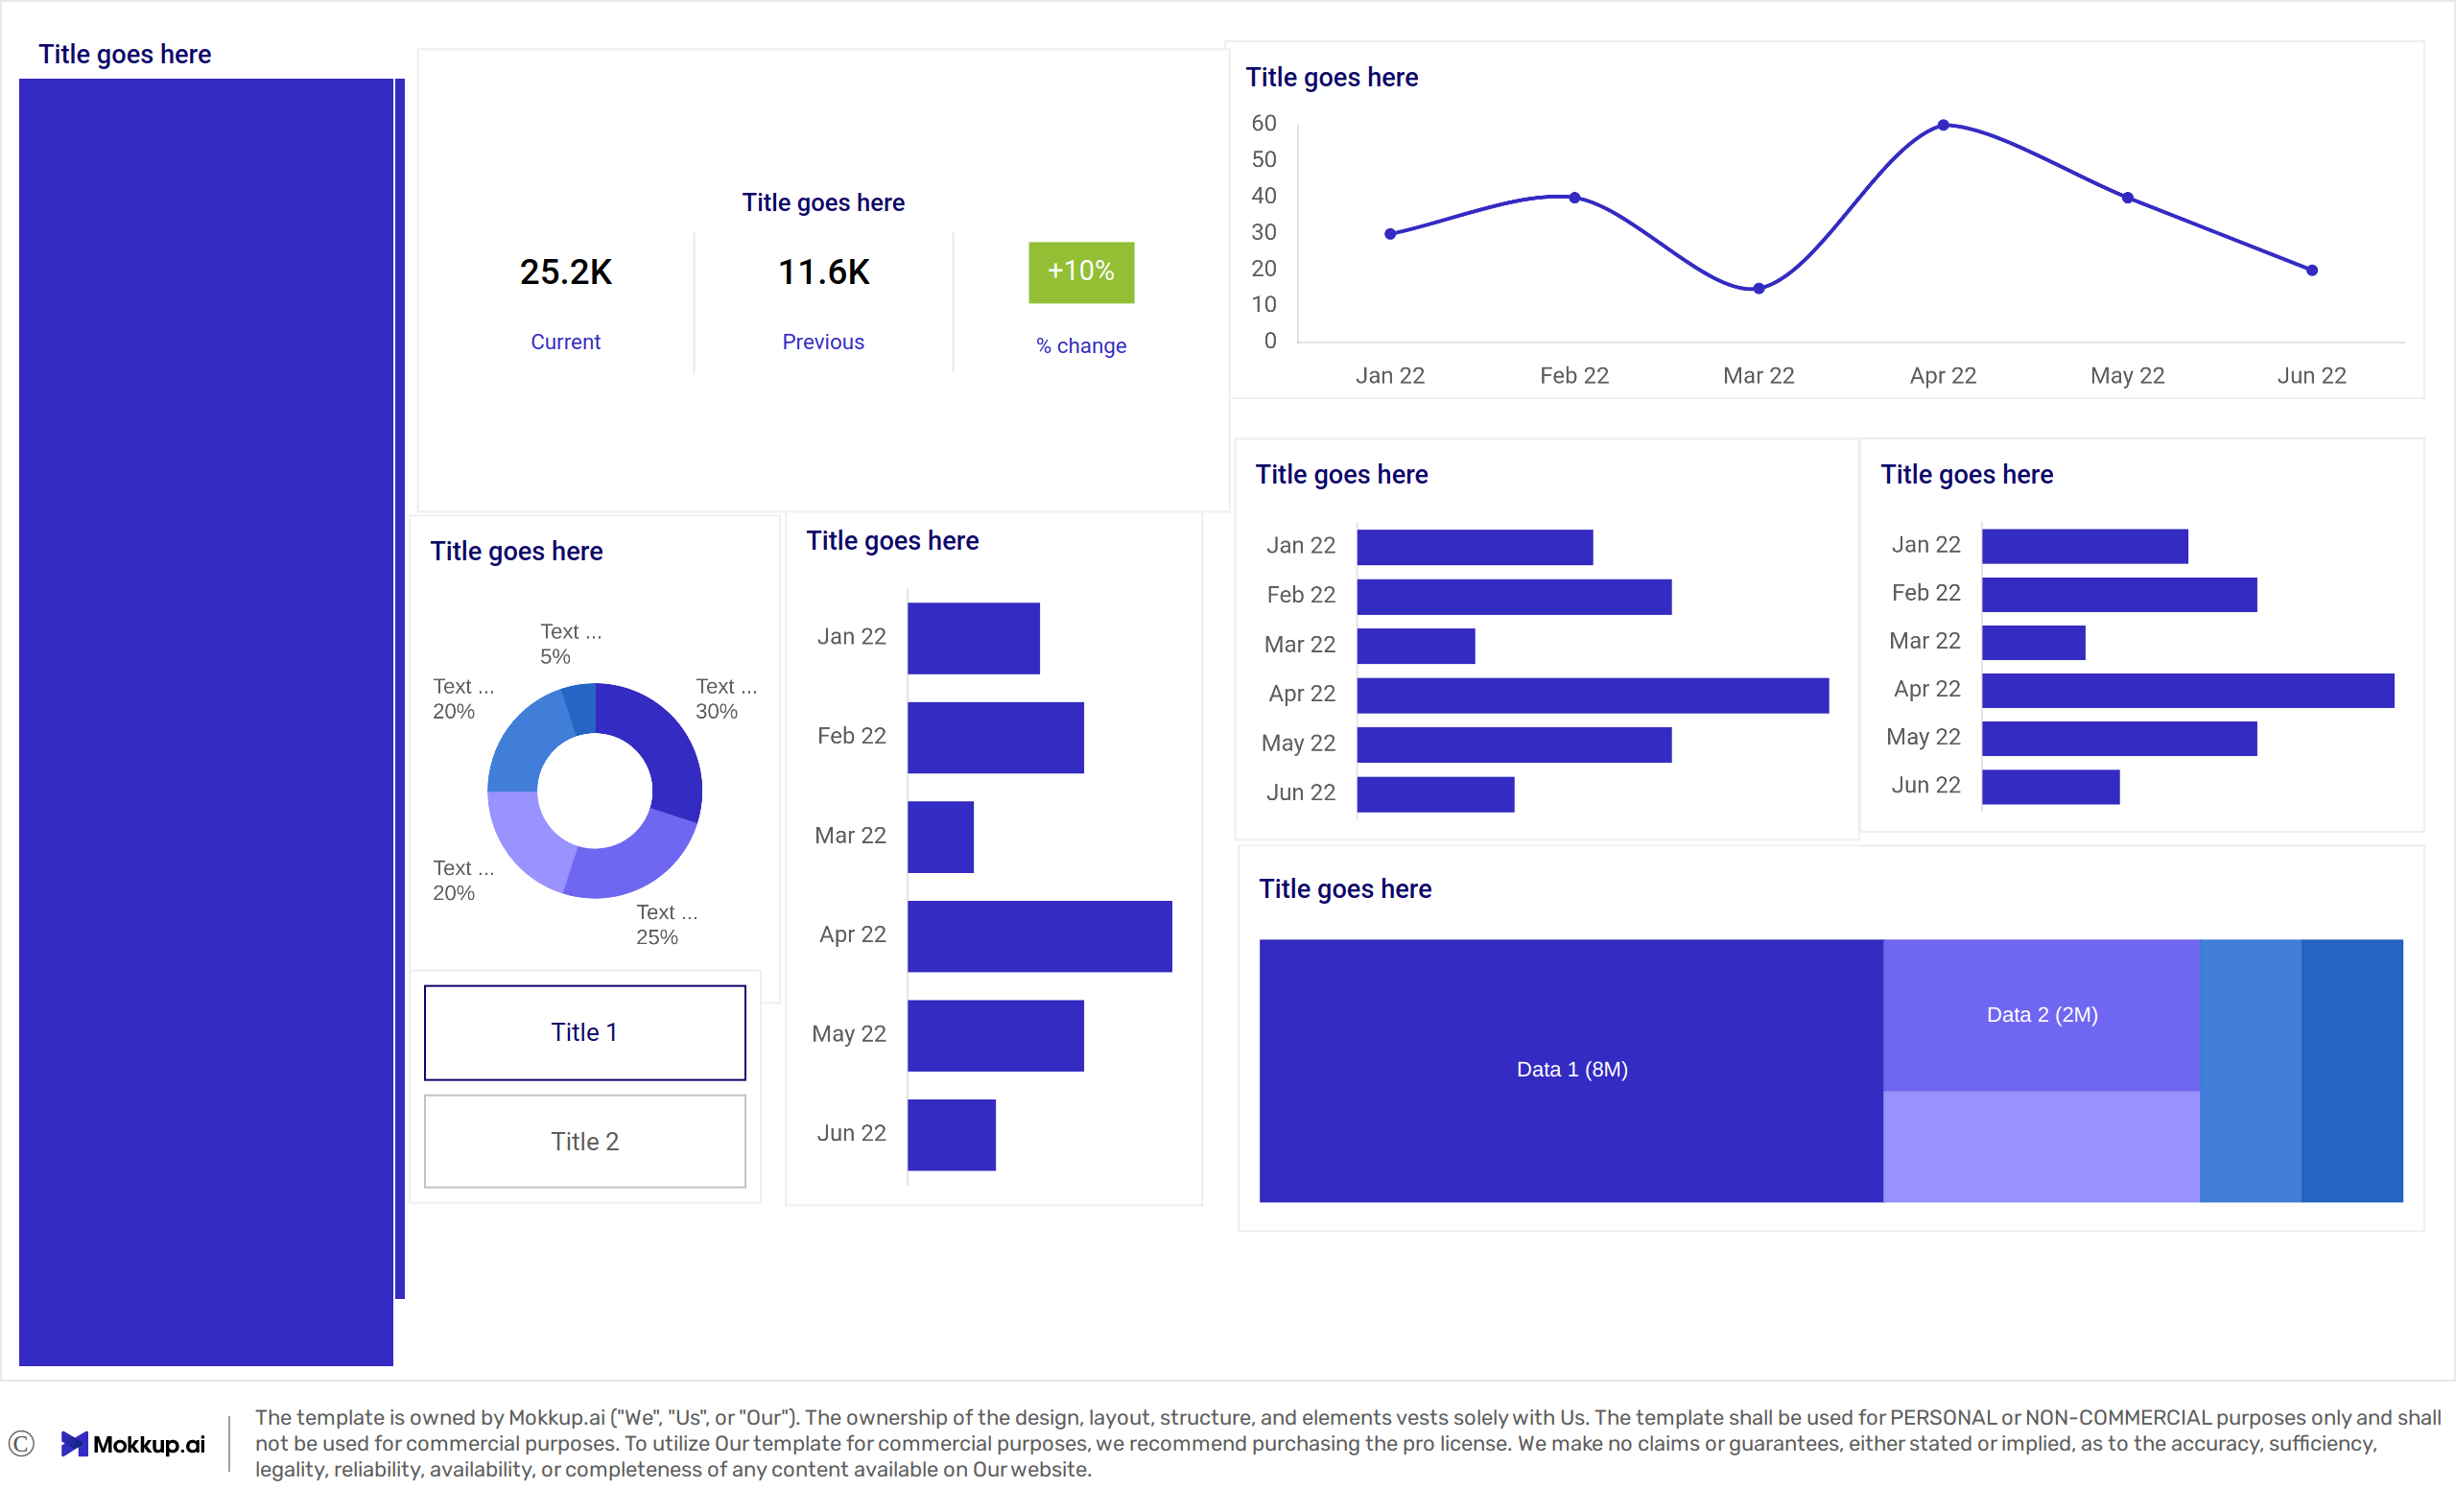 Title goes here
Title goes here
25.2K
Current
11.6K
Previous
+10%
% change
Title goes here
60
50
40
30
20
10
0
Jan 22 Feb 22 Mar 22 Apr 22 May 22 Jun 22
Title goes here
Text ...
5%
Text ...
20%
Text ...
30%
Text ...
20%
Text ...
25%
Title 1
Title 2
Title goes here
Jan 22
Feb 22
Mar 22
Apr 22
May 22
Jun 22
Title goes here
Jan 22
Feb 22
Mar 22
Apr 22
May 22
Jun 22
Title goes here
Jan 22
Feb 22
Mar 22
Apr 22
May 22
Jun 22
Title goes here
Data 1 (8M)
Data 2 (2M)
© Mokkup.ai
The template is owned by Mokkup.ai ("We", "Us", or "Our"). The ownership of the design, layout, structure, and elements vests solely with Us. The template shall be used for PERSONAL or NON-COMMERCIAL purposes only and shall
not be used for commercial purposes. To utilize Our template for commercial purposes, we recommend purchasing the pro license. We make no claims or guarantees, either stated or implied, as to the accuracy, sufficiency,
legality, reliability, availability, or completeness of any content available on Our website.